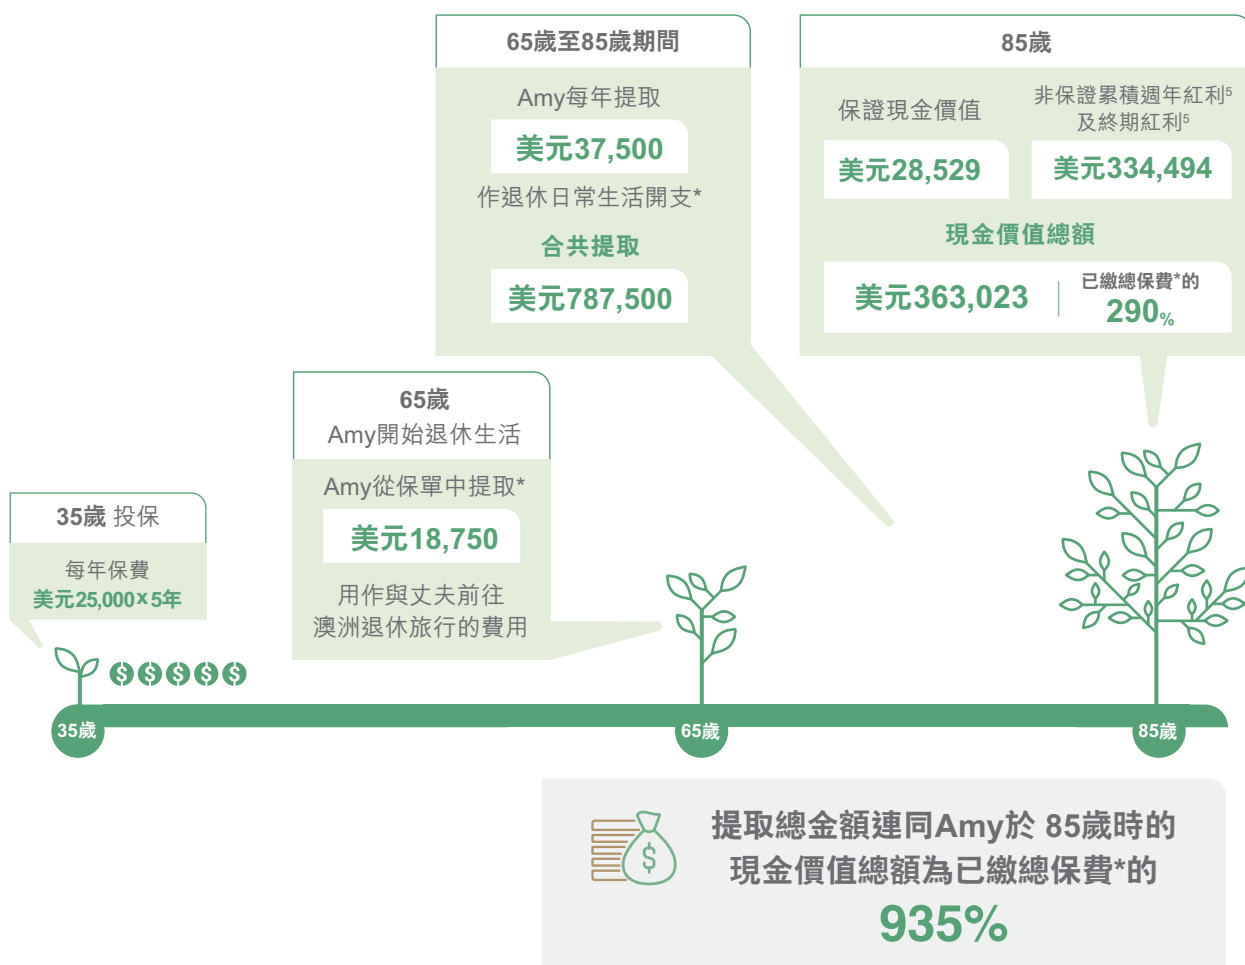 35歲 投保
每年保費
美元25,000x5年
65歲
Amy開始退休生活
Amy從保單中提取*
美元18,750
用作與丈夫前往
澳洲退休旅行的費用
65歲至85歲期間
Amy每年提取
美元37,500
作退休日常生活開支*
合共提取
美元787,500
85歲
保證現金價值
美元28,529
非保證累積週年紅利5
及終期紅利5
美元334,494
現金價值總額
美元363,023
已繳總保費*的
290%
$ $ $ $ $
35歲
65歲
85歲
$
提取總金額連同Amy於 85歲時的
現金價值總額為已繳總保費*的
935%